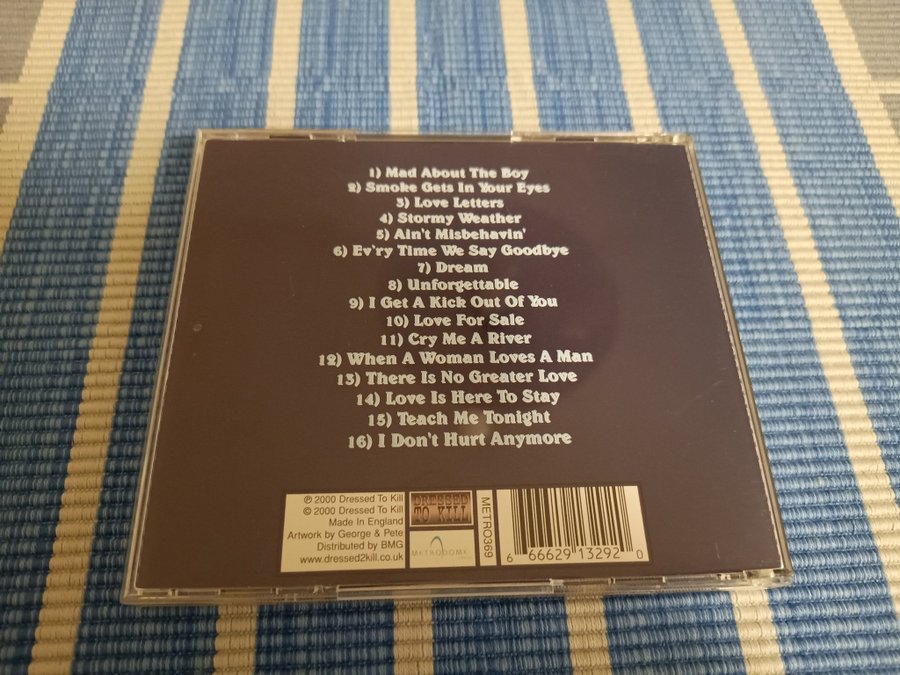 1) Mad About The Boy
2) Smoke Gets In Your Eyes
3) Love Letters
4) Stormy Weather
5) Ain't Misbehavin'
6) Ev'ry Time We Say Goodbye
7) Dream
8) Unforgettable
9) I Get A Kick Out Of You
10) Love For Sale
11) Cry Me A River
12) When A Woman Loves A Man
13) There Is No Greater Love
14) Love Is Here To Stay
15) Teach Me Tonight
16) I Don't Hurt Anymore
℗ 2000 Dressed To Kill
© 2000 Dressed To Kill
Made In England
Artwork by George & Pete
Distributed by BMG
www.dressed2kill.co.uk
DRESSED
TO KILL
METRODOME
METRO369
6 66629 13292 0